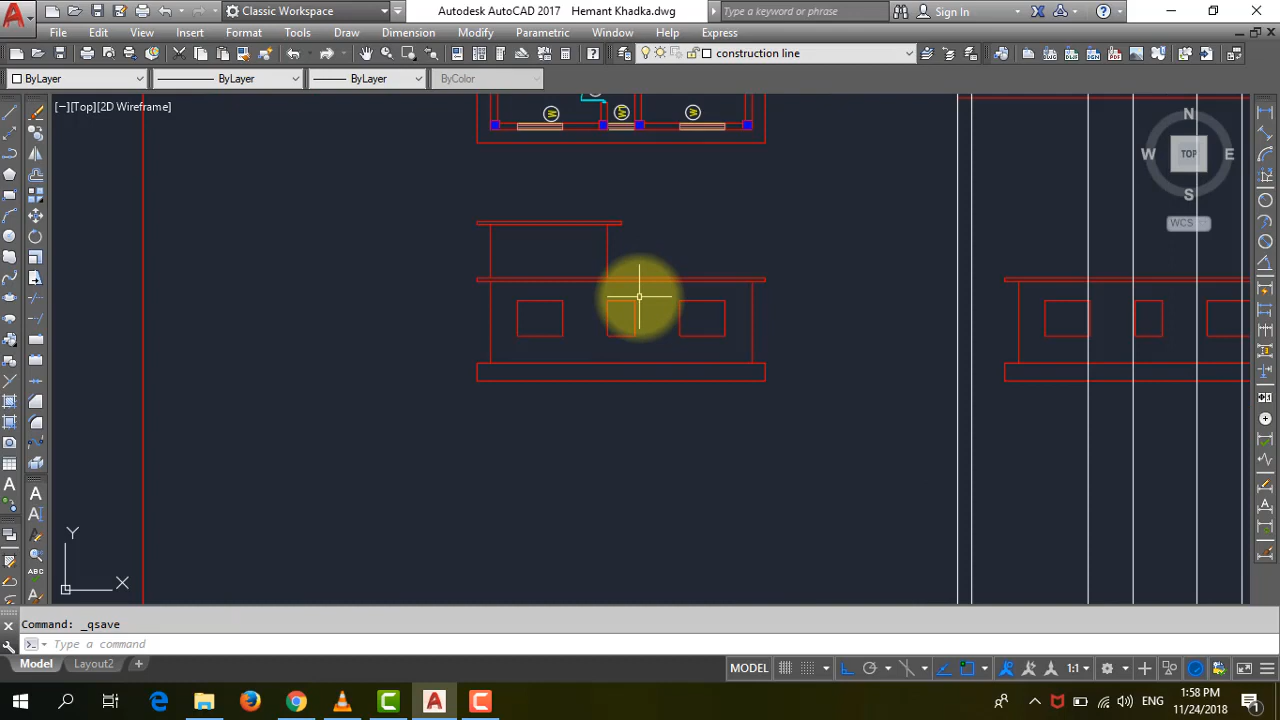 Classic Workspace
Autodesk AutoCAD 2017 Hemant Khadka.dwg
Type a keyword or phrase
Sign In
File Edit View Insert Format Tools Draw Dimension Modify Parametric Window Help Express
construction line
ByLayer ByLayer ByLayer ByColor
[−][Top][2D Wireframe]
W W W
N
W TOP E
S
WCS
Y
X
Command: _qsave
Type a command
Model Layout2
MODEL 1:1
ENG
1:58 PM
11/24/2018